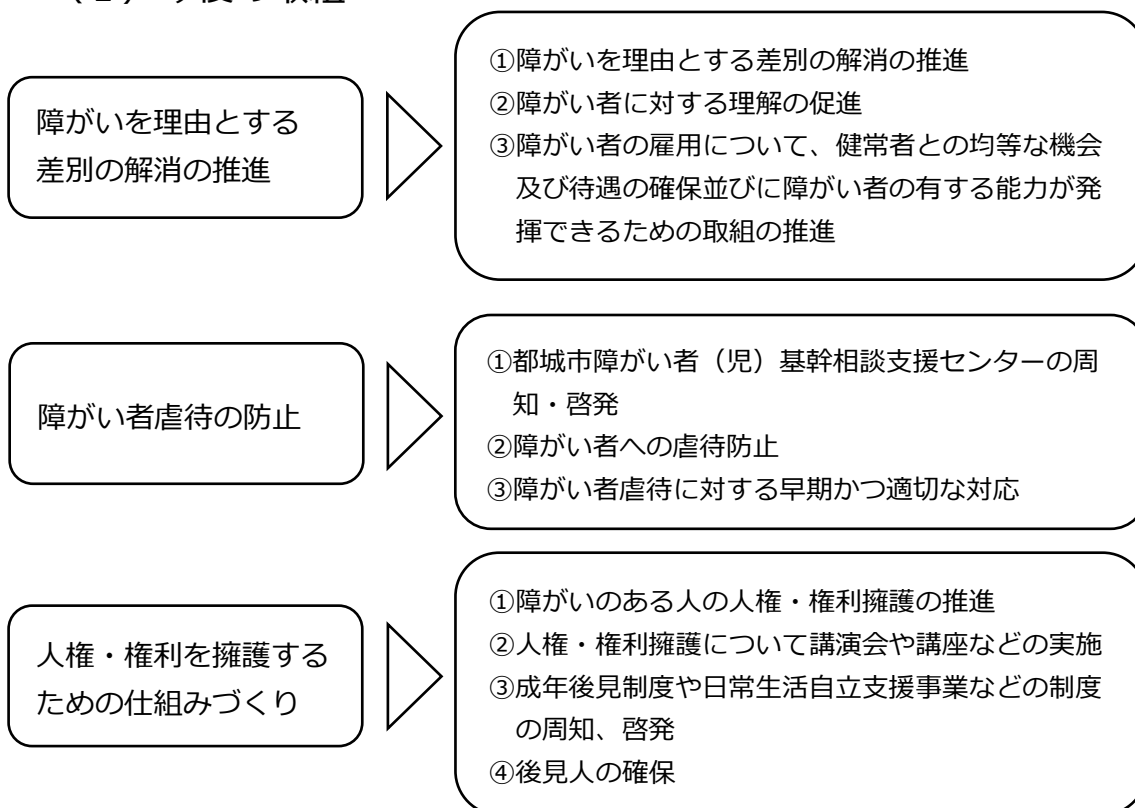 障がいを理由とする
差別の解消の推進
①障がいを理由とする差別の解消の推進
②障がい者に対する理解の促進
③障がい者の雇用について、健常者との均等な機会
及び待遇の確保並びに障がい者の有する能力が発
揮できるための取組の推進
障がい者虐待の防止
①都城市障がい者（児）基幹相談支援センターの周
知・啓発
②障がい者への虐待防止
③障がい者虐待に対する早期かつ適切な対応
人権・権利を擁護する
ための仕組みづくり
①障がいのある人の人権・権利擁護の推進
②人権・権利擁護について講演会や講座などの実施
③成年後見制度や日常生活自立支援事業などの制度
の周知、啓発
④後見人の確保